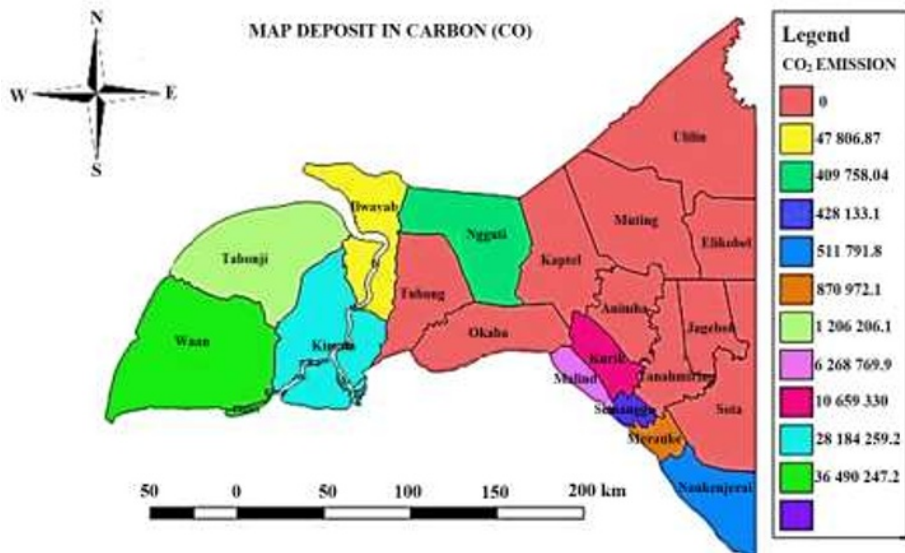 N
W
E
S
MAP DEPOSIT IN CARBON (CO)
Legend
CO₂ EMISSION
0
47 806.87
409 758.04
428 133.1
511 791.8
870 972.1
1 206 206.1
6 268 769.9
10 659 330
28 184 259.2
36 490 247.2
Ulilin
Muting
Elikobel
Ilwayab
Ngguti
Kaptel
Tabonji
Tubang
Animha
Jagebob
Okaba
Waan
Kimam
Kurik
Malind
Tanahmiring
Sota
Semangga
Merauke
Naukenjerai
50
0
50
100
150
200 km